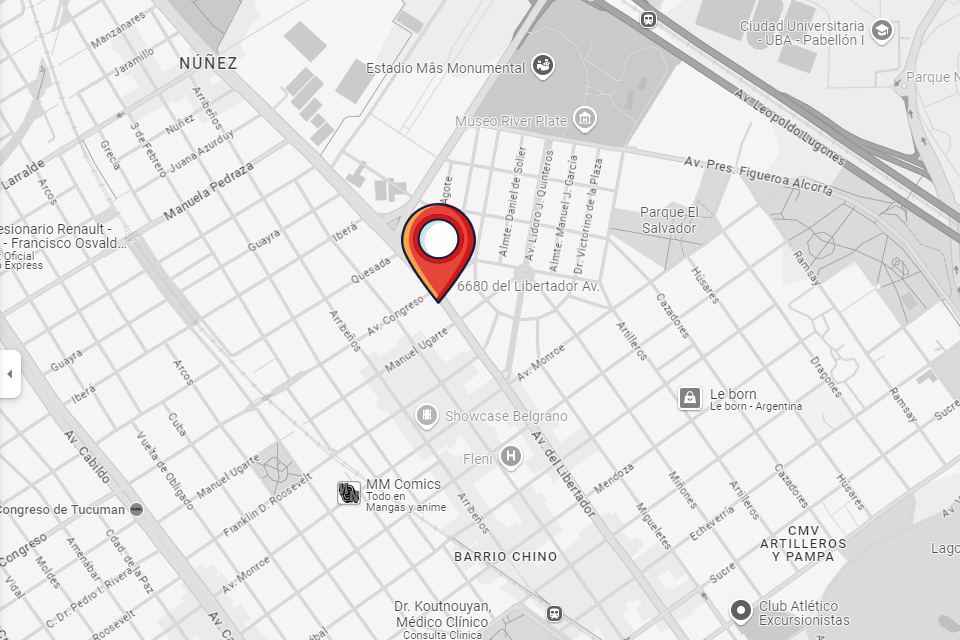 Manzanares
Jaramillo
NÚÑEZ
Estadio Mâs Monumental
Ciudad Universitaria
- UBA - Pabellón I
Parque N
Museo River Plate
Av. Leopoldo Lugones
Av. Pres. Figueroa Alcorta
Arribeños
Núñez
3 de Febrero
Juana Azurduy
Grecia
Larralde
Arcos
Manuela Pedraza
Agote
Almte. Daniel de Solier
Av. Lidoro J. Quinteros
Almte. Manuel J. García
Dr. Victorino de la Plaza
Parque El
Salvador
esionario Renault -
- Francisco Osvald...
Oficial
Express
Guayra
Iberá
Quesada
6680 del Libertador Av.
Av. Congreso
Arribeños
Manuel Ugarte
Húsares
Cazadores
Artilleros
Ramsay
Guayra
Iberá
Arcos
Av. Monroe
Dragones
Ramsay
Sucre
Le born
Le born - Argentina
Showcase Belgrano
Cuba
Vuelta de Obligado
Av. Cabildo
Manuel Ugarte
Fleni
Av. del Libertador
Mendoza
MM Comics
Todo en
Mangas y anime
Franklin D. Roosevelt
Arribeños
Miñones
Artilleros
Cazadores
Húsares
Migueletes
Echeverría
Congreso de Tucuman
Congreso
Cdad. de la Paz
Amenábar
Moldes
Vidal
C. Dr. Pedro I. Rivera
Roosevelt
Av. Monroe
BARRIO CHINO
CMV
ARTILLEROS
Y PAMPA
Lago
Sucre
Dr. Koutnouyan,
Médico Clínico
Consulta Clinica
Club Atlético
Excursionistas